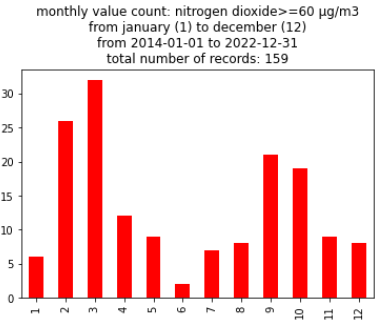 monthly value count: nitrogen dioxide>=60 µg/m3
from january (1) to december (12)
from 2014-01-01 to 2022-12-31
total number of records: 159
30
25
20
15
10
5
0
1 2 3 4 5 6 7 8 9 10 11 12